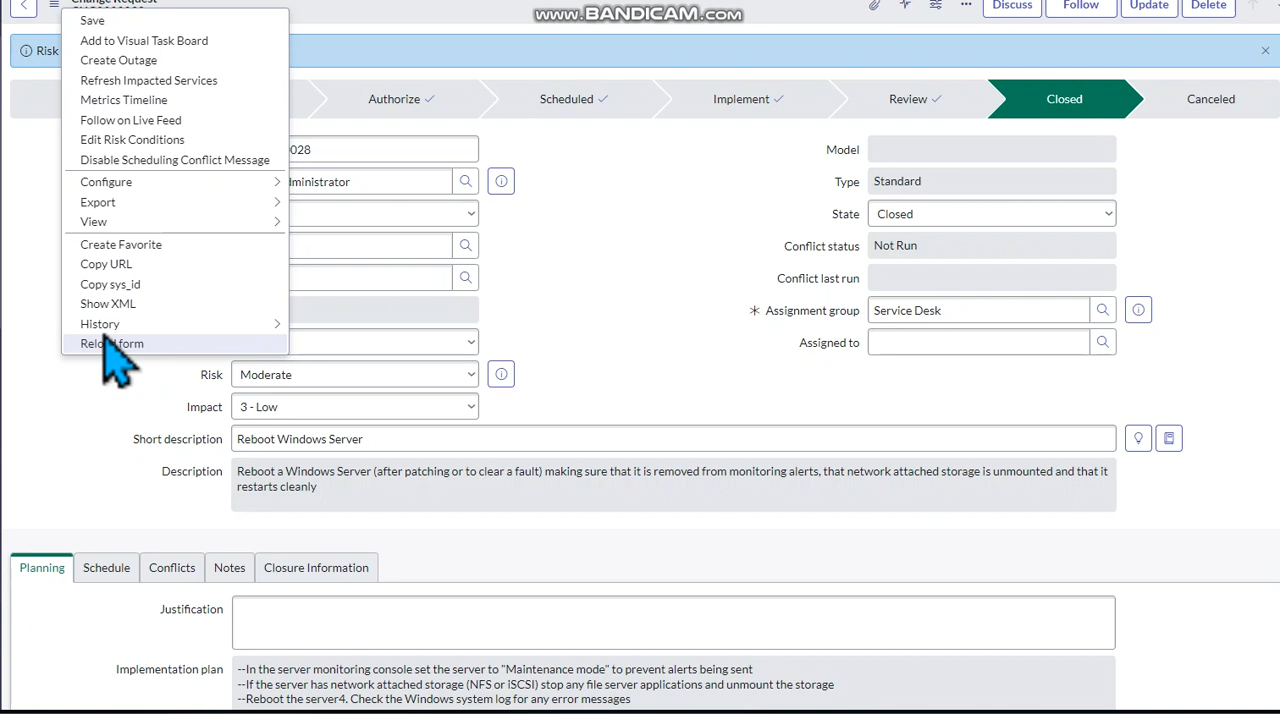 Change Request
www.BANDICAM.com
Discuss
Follow
Update
Delete
Save
Add to Visual Task Board
Create Outage
Refresh Impacted Services
Metrics Timeline
Follow on Live Feed
Edit Risk Conditions
Disable Scheduling Conflict Message
Configure
Export
View
Create Favorite
Copy URL
Copy sys_id
Show XML
History
Reload form
Risk
Authorize
Scheduled
Implement
Review
Closed
Canceled
028
Model
Type Standard
State Closed
Conflict status Not Run
Conflict last run
Assignment group Service Desk
Assigned to
Risk Moderate
Impact 3 - Low
Short description Reboot Windows Server
Description Reboot a Windows Server (after patching or to clear a fault) making sure that it is removed from monitoring alerts, that network attached storage is unmounted and that it
restarts cleanly
Planning
Schedule
Conflicts
Notes
Closure Information
Justification
Implementation plan --In the server monitoring console set the server to "Maintenance mode" to prevent alerts being sent
--If the server has network attached storage (NFS or iSCSI) stop any file server applications and unmount the storage
--Reboot the server4. Check the Windows system log for any error messages